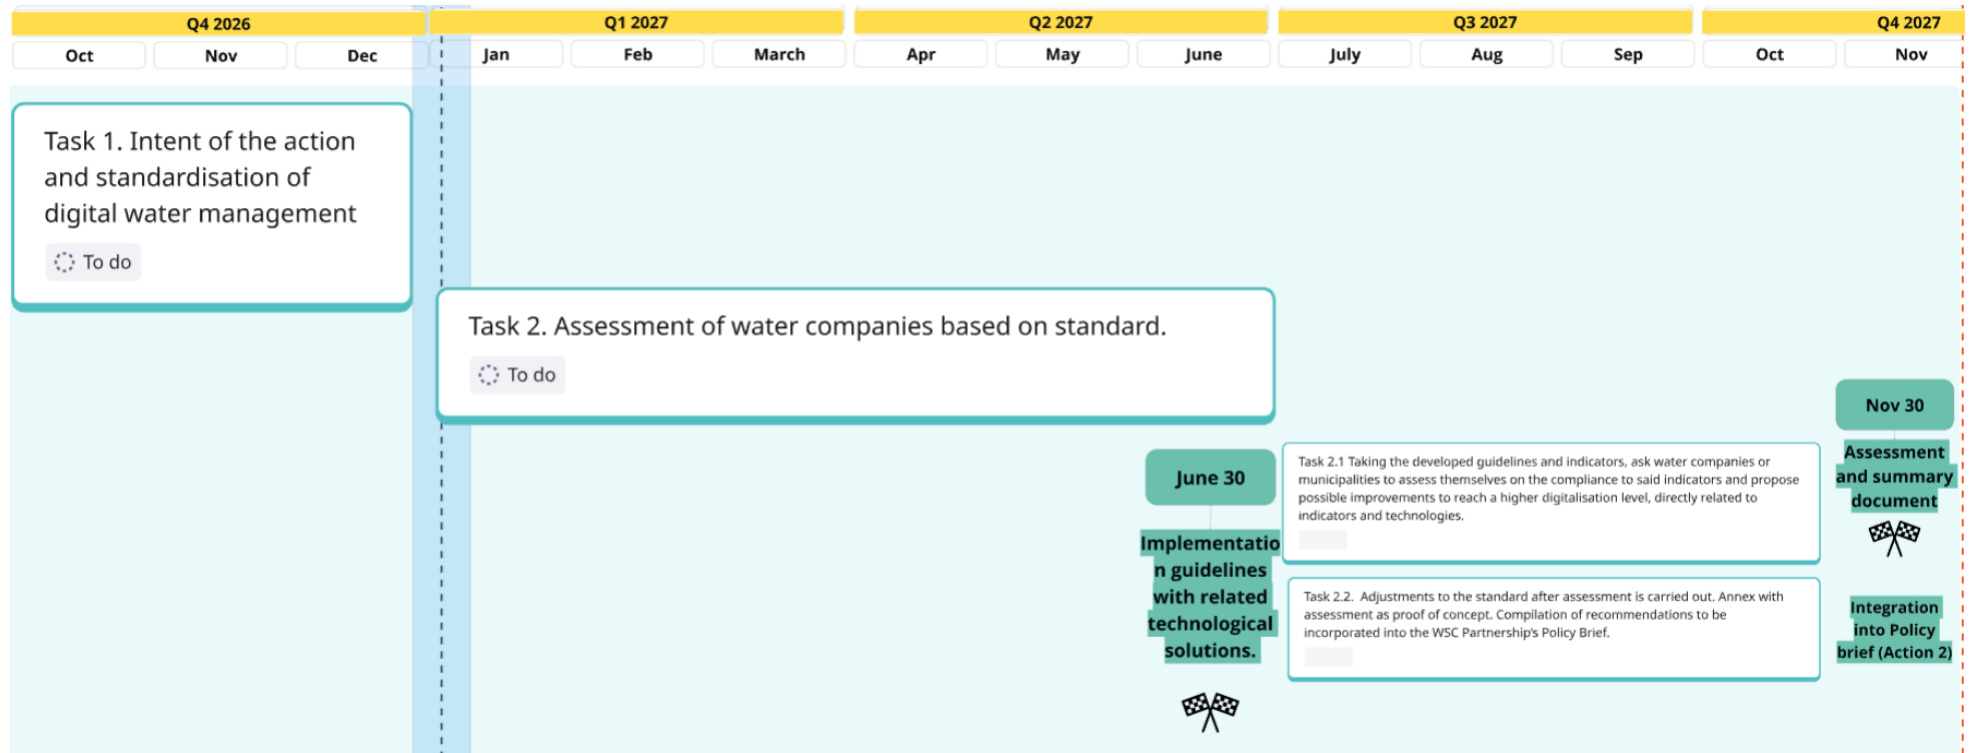 Q4 2026
Q1 2027
Q2 2027
Q3 2027
Q4 2027
Oct
Nov
Dec
Jan
Feb
March
Apr
May
June
July
Aug
Sep
Oct
Nov
Task 1. Intent of the action
and standardisation of
digital water management
To do
Task 2. Assessment of water companies based on standard.
To do
June 30
Implementatio
n guidelines
with related
technological
solutions.
Task 2.1 Taking the developed guidelines and indicators, ask water companies or
municipalities to assess themselves on the compliance to said indicators and propose
possible improvements to reach a higher digitalisation level, directly related to
indicators and technologies.
Task 2.2. Adjustments to the standard after assessment is carried out. Annex with
assessment as proof of concept. Compilation of recommendations to be
incorporated into the WSC Partnership's Policy Brief.
Nov 30
Assessment
and summary
document
Integration
into Policy
brief (Action 2)